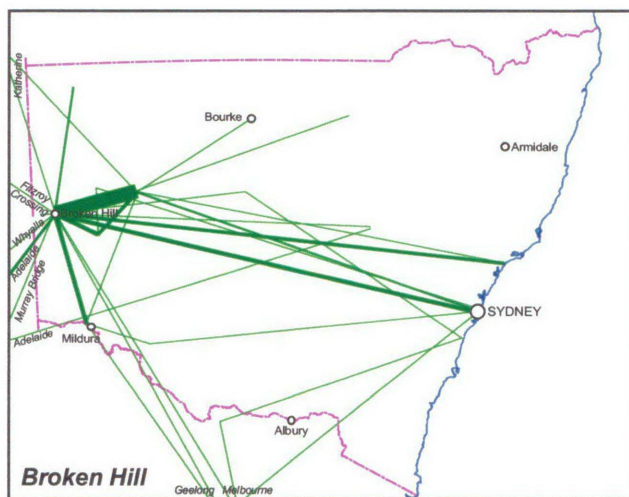 Katherine
Bourke
Armidale
Fitzroy
Crossing
Broken Hill
Whyalla
Adelaide
Murray Bridge
SYDNEY
Adelaide
Mildura
Albury
Broken Hill
Geelong
Melbourne